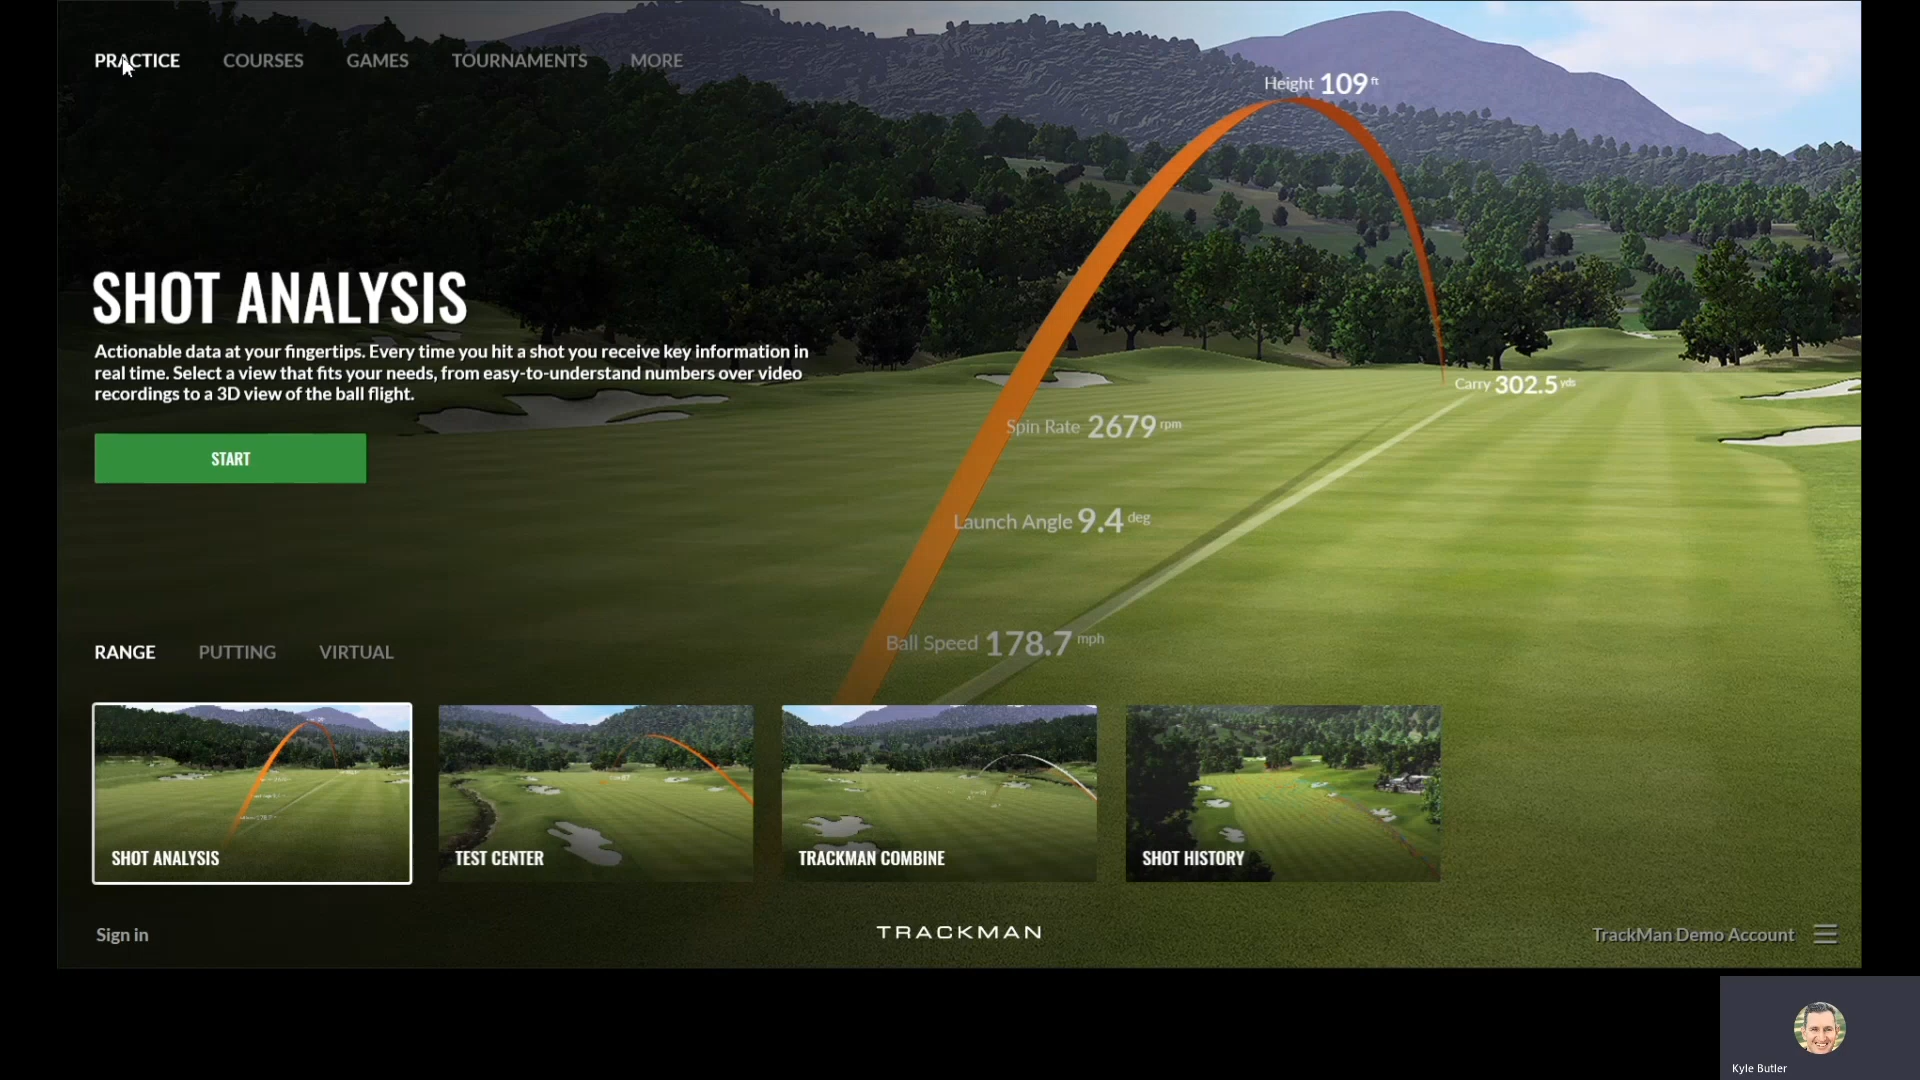 PRACTICE COURSES GAMES TOURNAMENTS MORE
Height 109 ft
SHOT ANALYSIS
Actionable data at your fingertips. Every time you hit a shot you receive key information in
real time. Select a view that fits your needs, from easy-to-understand numbers over video
recordings to a 3D view of the ball flight.
Carry 302.5 yds
Spin Rate 2679 rpm
START
Launch Angle 9.4 deg
Ball Speed 178.7 mph
RANGE PUTTING VIRTUAL
SHOT ANALYSIS
TEST CENTER
TRACKMAN COMBINE
SHOT HISTORY
Sign in
TRACKMAN
TrackMan Demo Account
Kyle Butler